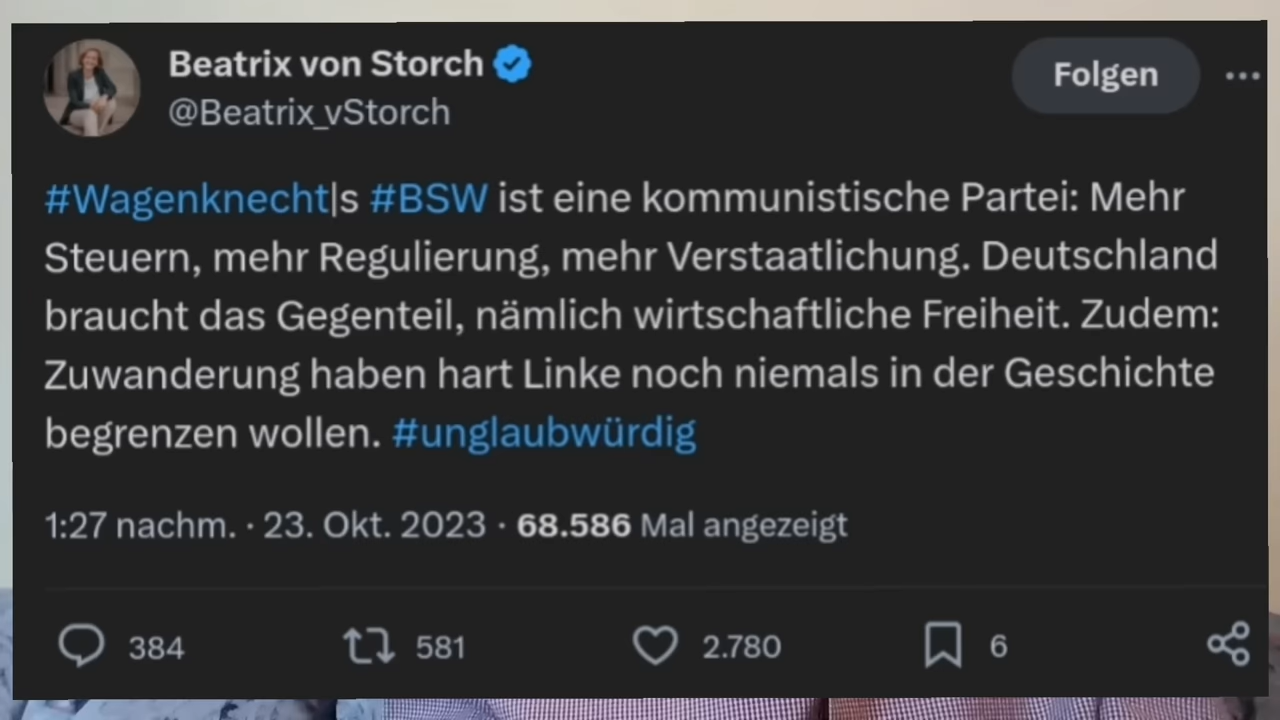 Beatrix von Storch
@Beatrix_vStorch
Folgen
#Wagenknecht|s #BSW ist eine kommunistische Partei: Mehr
Steuern, mehr Regulierung, mehr Verstaatlichung. Deutschland
braucht das Gegenteil, nämlich wirtschaftliche Freiheit. Zudem:
Zuwanderung haben hart Linke noch niemals in der Geschichte
begrenzen wollen. #unglaubwürdig
1:27 nachm. · 23. Okt. 2023 · 68.586 Mal angezeigt
384 581 2.780 6